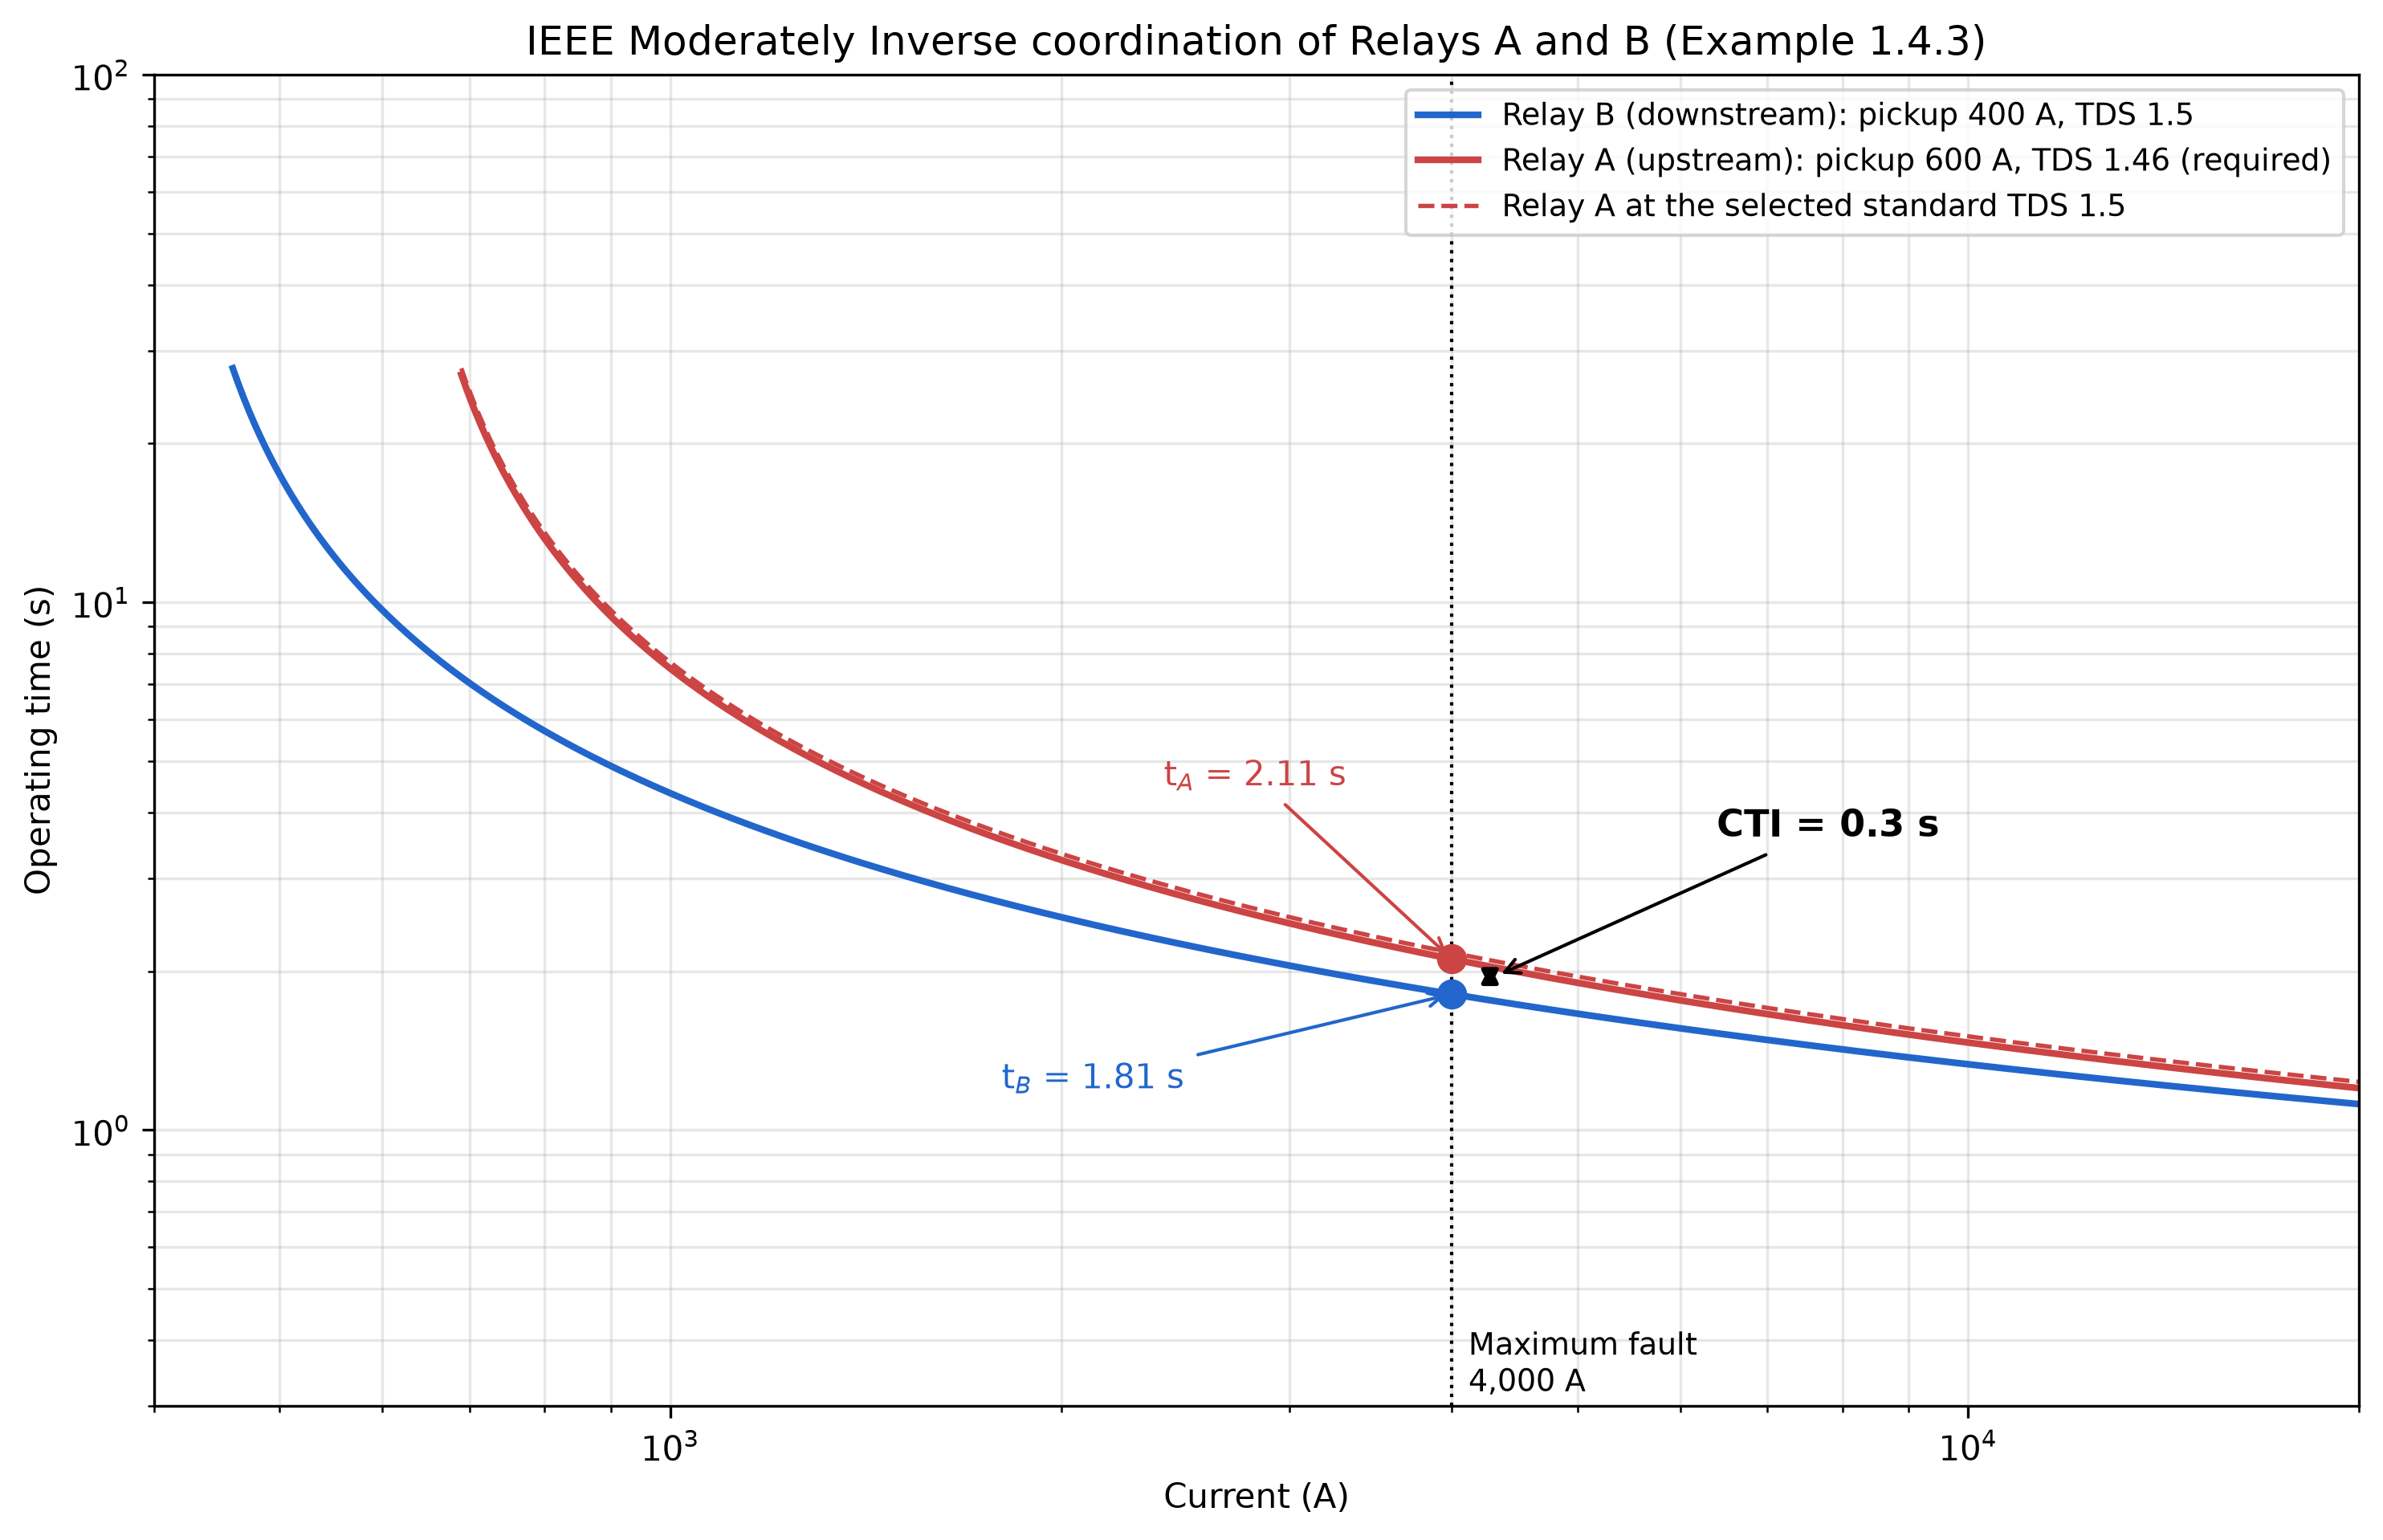 IEEE Moderately Inverse coordination of Relays A and B (Example 1.4.3)
Relay B (downstream): pickup 400 A, TDS 1.5
Relay A (upstream): pickup 600 A, TDS 1.46 (required)
Relay A at the selected standard TDS 1.5
10²
10¹
10⁰
Operating time (s)
t_A = 2.11 s
CTI = 0.3 s
t_B = 1.81 s
Maximum fault
4,000 A
10³
10⁴
Current (A)